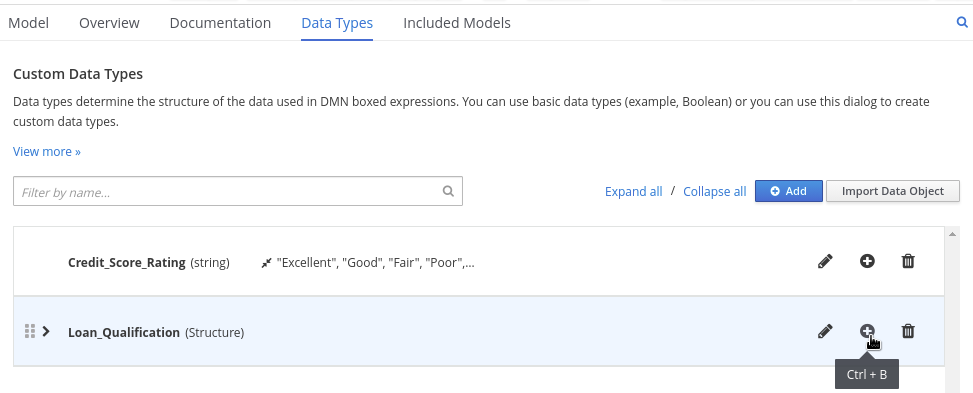 Model Overview Documentation Data Types Included Models
Custom Data Types
Data types determine the structure of the data used in DMN boxed expressions. You can use basic data types (example, Boolean) or you can use this dialog to create
custom data types.
View more »
Filter by name...
Expand all / Collapse all Add Import Data Object
Credit_Score_Rating (string) "Excellent", "Good", "Fair", "Poor",...
Loan_Qualification (Structure)
Ctrl + B